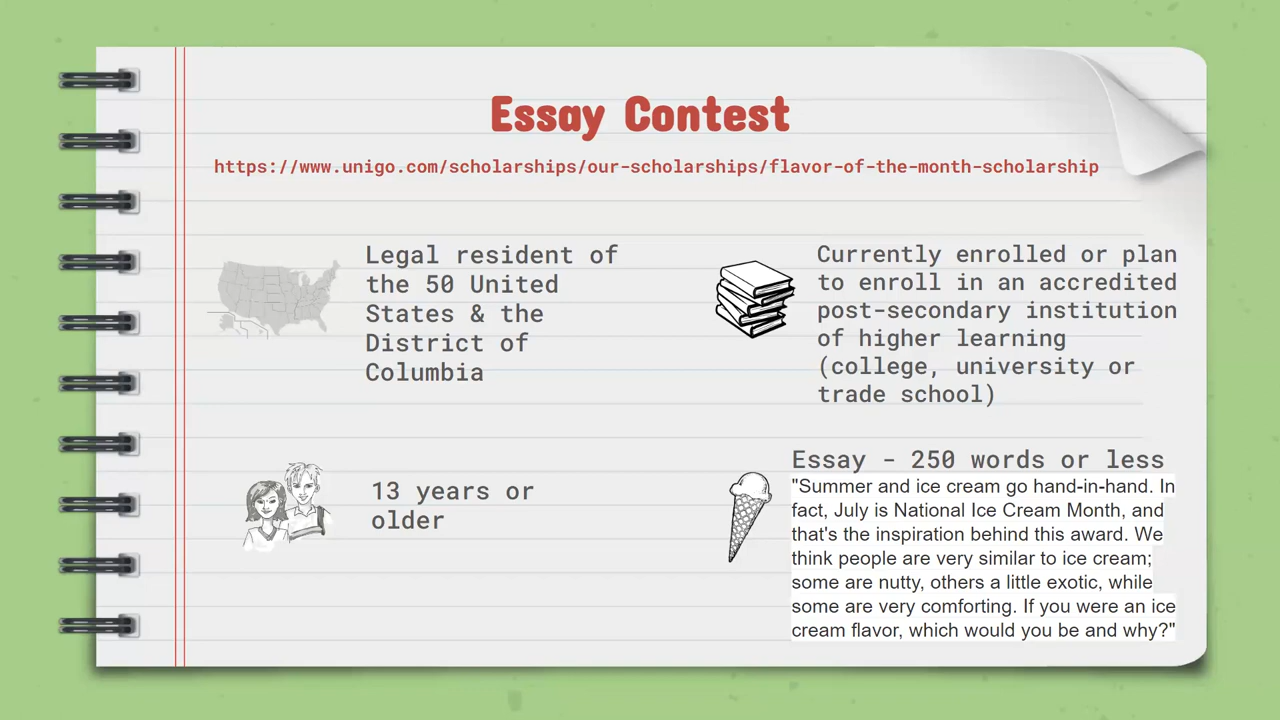 Essay Contest
https://www.unigo.com/scholarships/our-scholarships/flavor-of-the-month-scholarship
Legal resident of
the 50 United
States & the
District of
Columbia
Currently enrolled or plan
to enroll in an accredited
post-secondary institution
of higher learning
(college, university or
trade school)
13 years or
older
Essay - 250 words or less
"Summer and ice cream go hand-in-hand. In
fact, July is National Ice Cream Month, and
that's the inspiration behind this award. We
think people are very similar to ice cream;
some are nutty, others a little exotic, while
some are very comforting. If you were an ice
cream flavor, which would you be and why?"